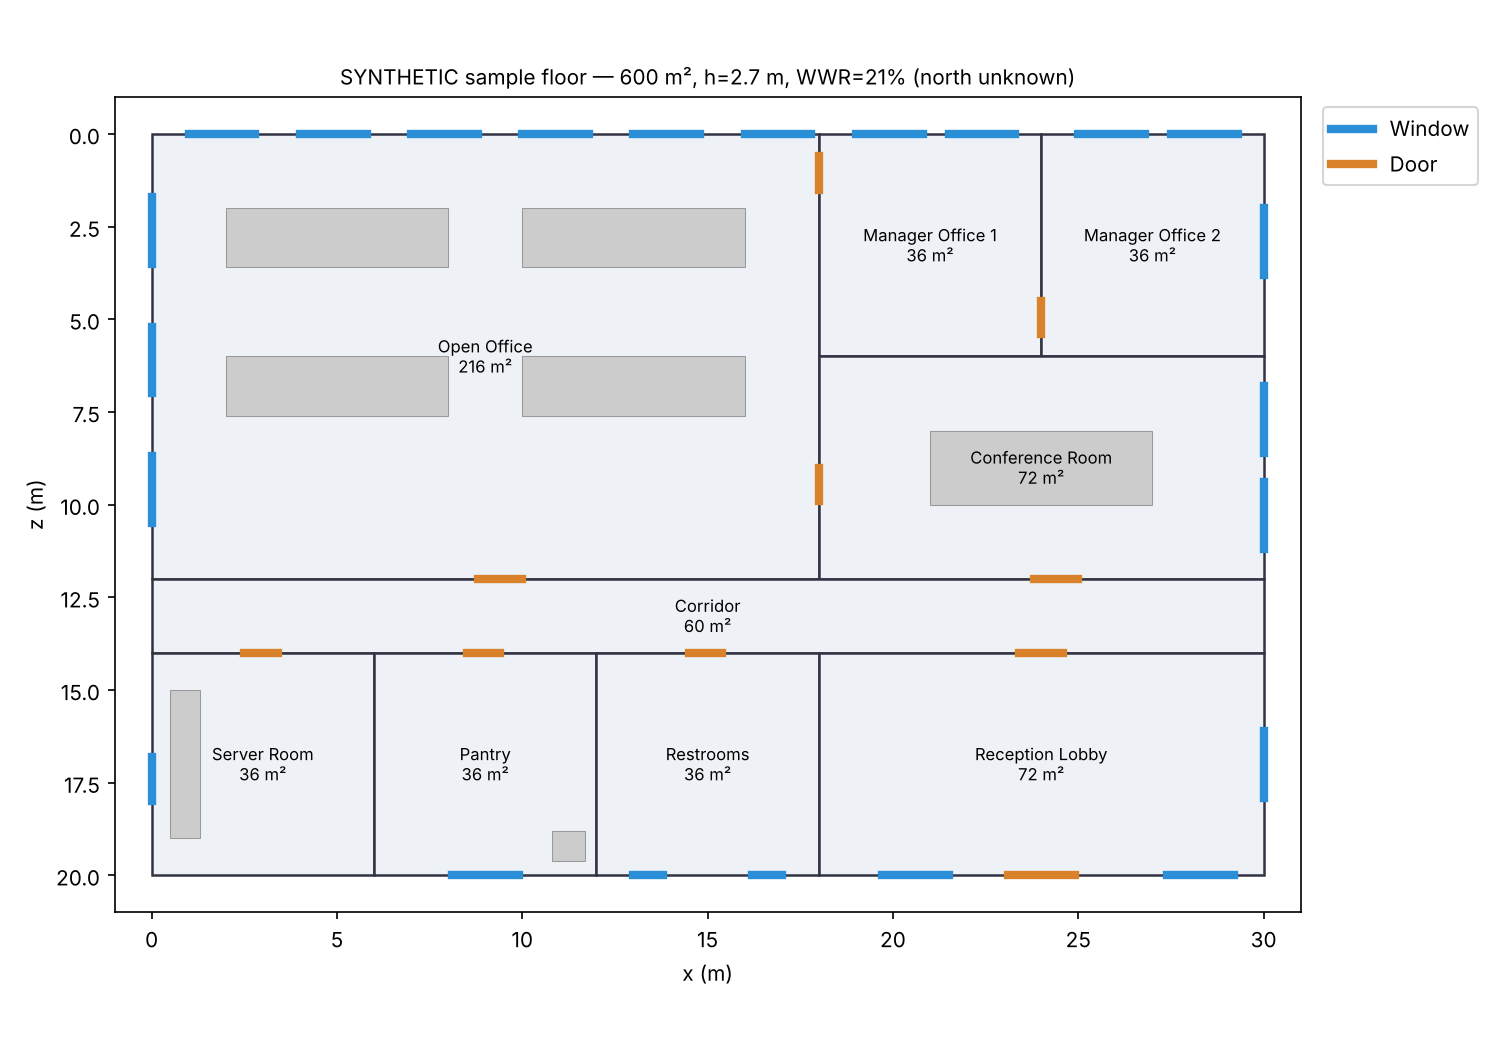 SYNTHETIC sample floor — 600 m², h=2.7 m, WWR=21% (north unknown)
Window
Door
0.0
2.5
5.0
7.5
10.0
12.5
15.0
17.5
20.0
z (m)
Manager Office 1
36 m²
Manager Office 2
36 m²
Open Office
216 m²
Conference Room
72 m²
Corridor
60 m²
Server Room
36 m²
Pantry
36 m²
Restrooms
36 m²
Reception Lobby
72 m²
0
5
10
15
20
25
30
x (m)